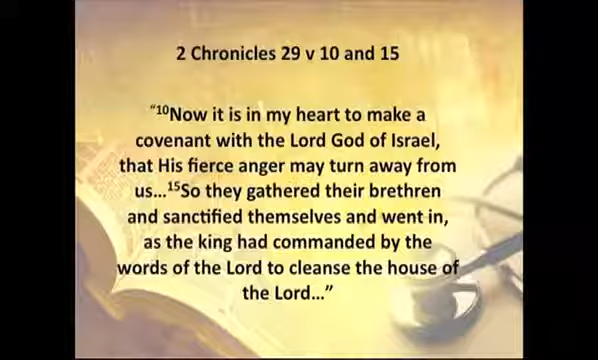 2 Chronicles 29 v 10 and 15
“¹⁰Now it is in my heart to make a
covenant with the Lord God of Israel,
that His fierce anger may turn away from
us...¹⁵So they gathered their brethren
and sanctified themselves and went in,
as the king had commanded by the
words of the Lord to cleanse the house of
the Lord...”